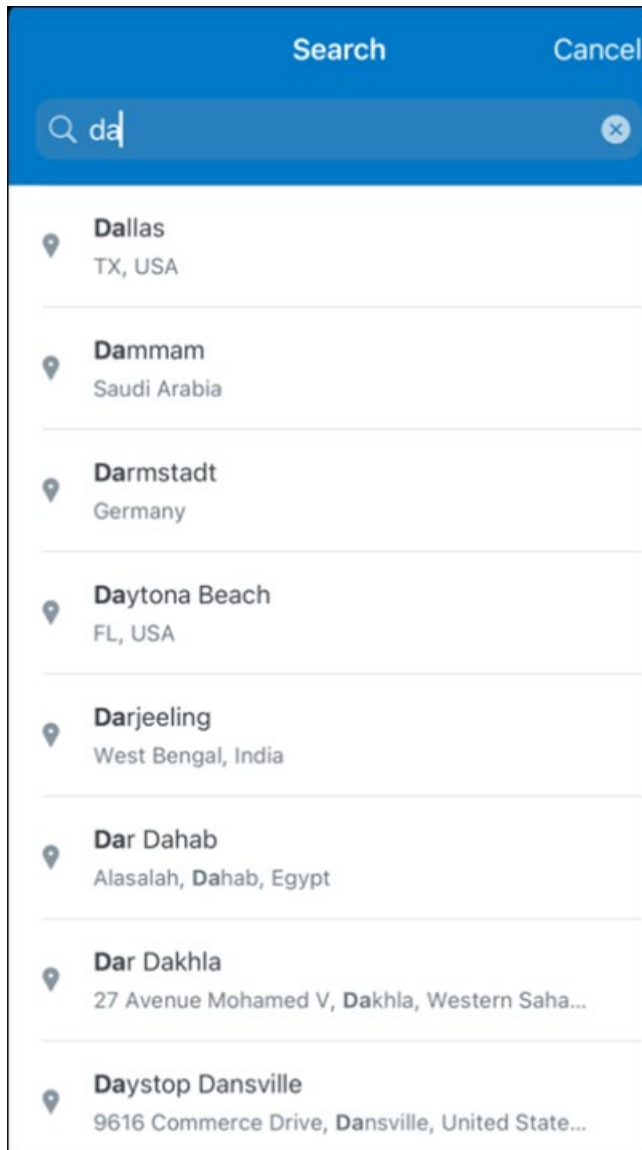 Search
Cancel
da
Dallas
TX, USA
Dammam
Saudi Arabia
Darmstadt
Germany
Daytona Beach
FL, USA
Darjeeling
West Bengal, India
Dar Dahab
Alasalah, Dahab, Egypt
Dar Dakhla
27 Avenue Mohamed V, Dakhla, Western Saha...
Daystop Dansville
9616 Commerce Drive, Dansville, United State...